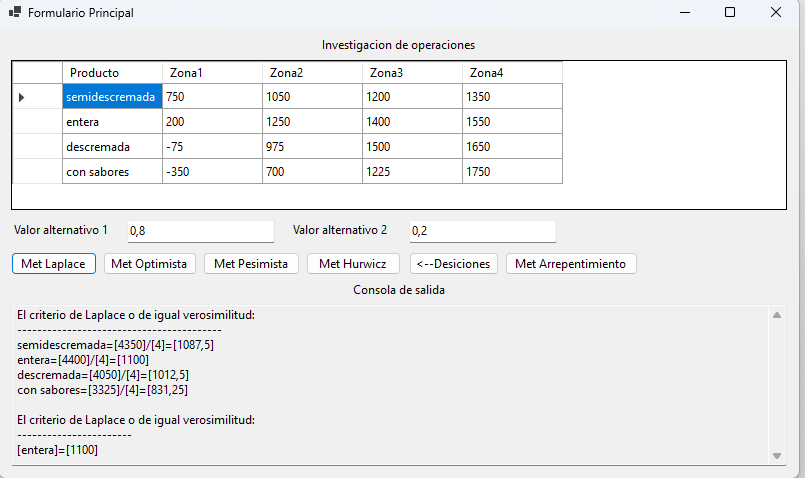 Formulario Principal
Investigacion de operaciones
Producto Zona1 Zona2 Zona3 Zona4
semidescremada 750 1050 1200 1350
entera 200 1250 1400 1550
descremada -75 975 1500 1650
con sabores -350 700 1225 1750
Valor alternativo 1 0,8 Valor alternativo 2 0,2
Met Laplace Met Optimista Met Pesimista Met Hurwicz <--Desiciones Met Arrepentimiento
Consola de salida
El criterio de Laplace o de igual verosimilitud:
-----------------------------------------
semidescremada=[4350]/[4]=[1087,5]
entera=[4400]/[4]=[1100]
descremada=[4050]/[4]=[1012,5]
con sabores=[3325]/[4]=[831,25]
El criterio de Laplace o de igual verosimilitud:
-----------------------
[entera]=[1100]